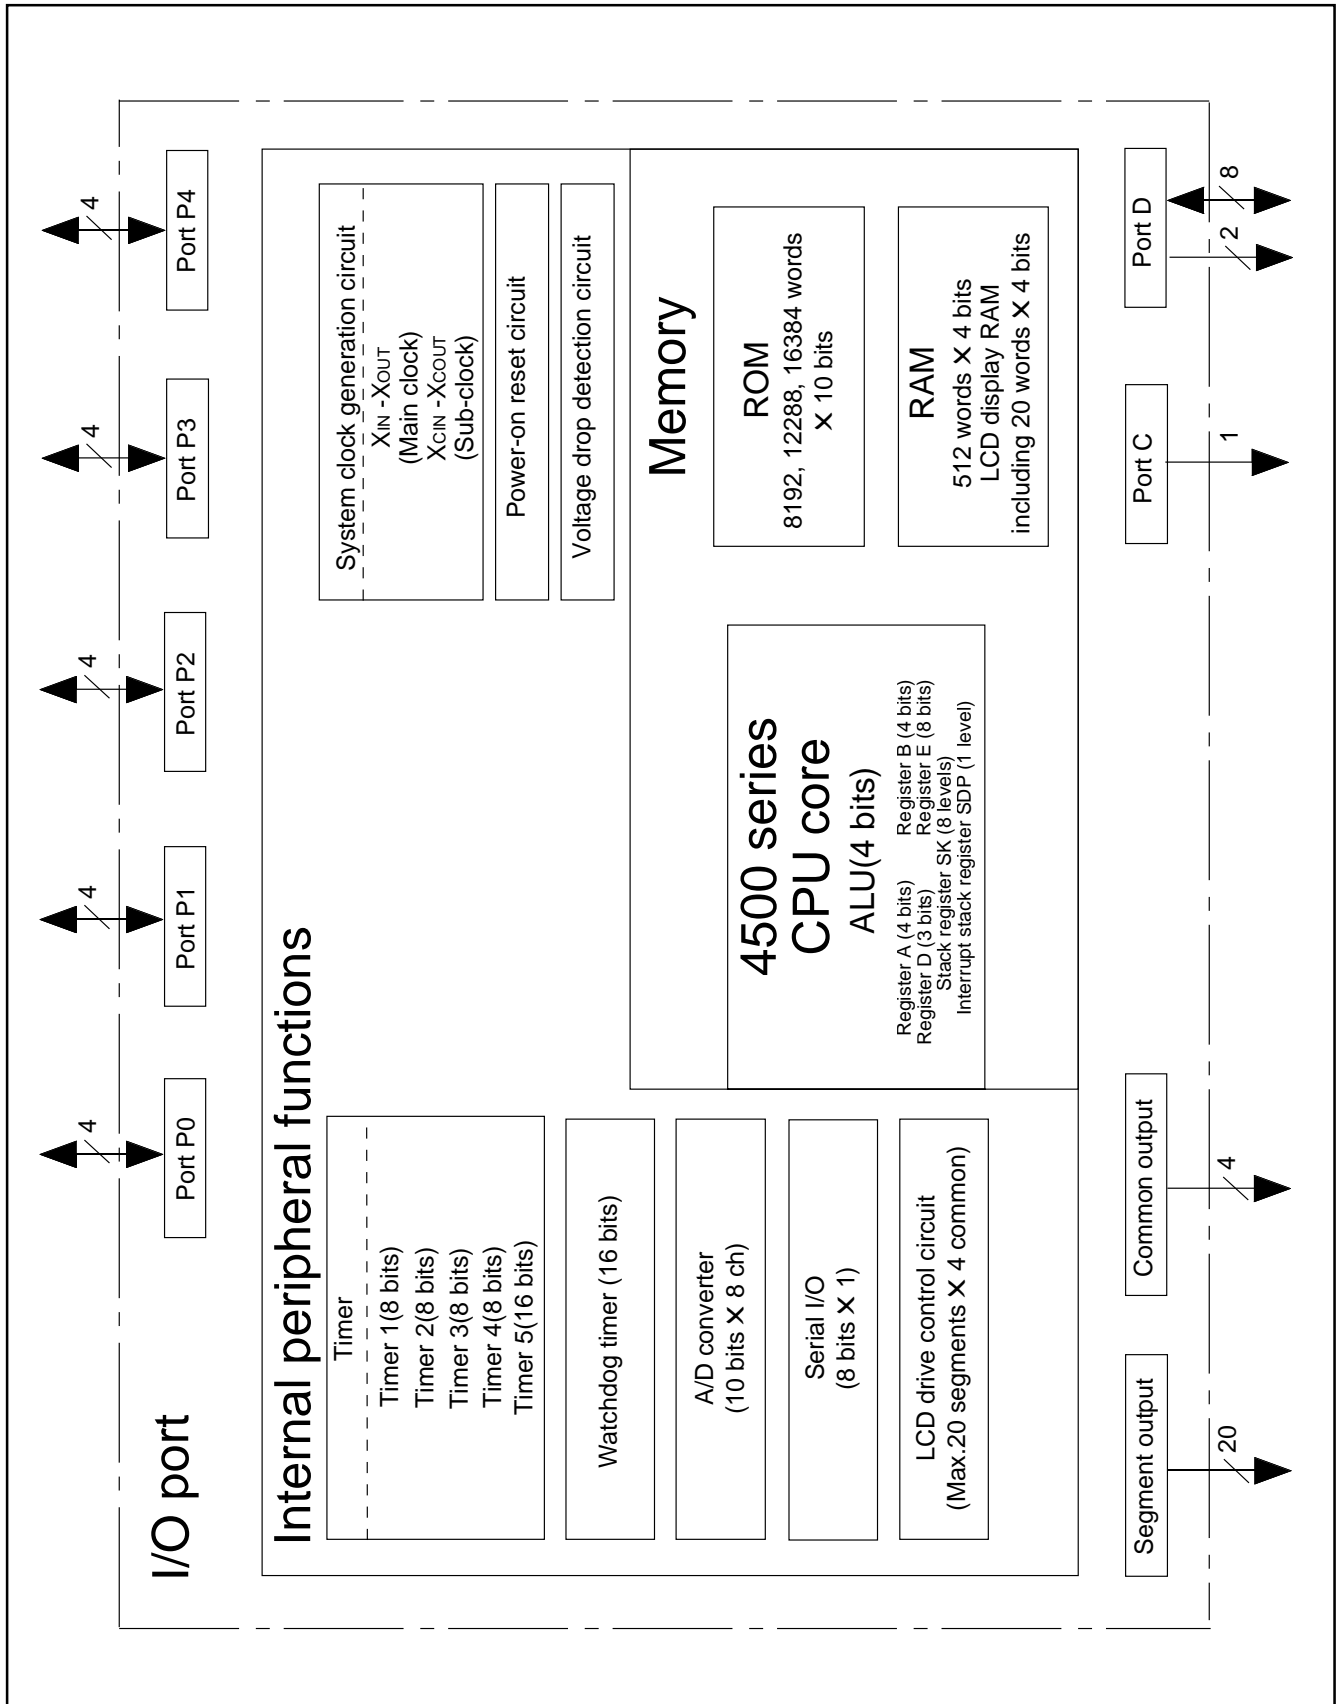 I/O port
4
4
4
4
4
Port P0
Port P1
Port P2
Port P3
Port P4
Internal peripheral functions
Timer
Timer 1(8 bits)
Timer 2(8 bits)
Timer 3(8 bits)
Timer 4(8 bits)
Timer 5(16 bits)
Watchdog timer (16 bits)
A/D converter
(10 bits X 8 ch)
Serial I/O
(8 bits X 1)
LCD drive control circuit
(Max.20 segments X 4 common)
System clock generation circuit
XIN -XOUT
(Main clock)
XCIN -XCOUT
(Sub-clock)
Power-on reset circuit
Voltage drop detection circuit
4500 series
CPU core
ALU(4 bits)
Register A (4 bits) Register B (4 bits)
Register D (3 bits) Register E (8 bits)
Stack register SK (8 levels)
Interrupt stack register SDP (1 level)
Memory
ROM
8192, 12288, 16384 words
X 10 bits
RAM
512 words X 4 bits
LCD display RAM
including 20 words X 4 bits
Segment output
Common output
Port C
Port D
20
4
1
2
8